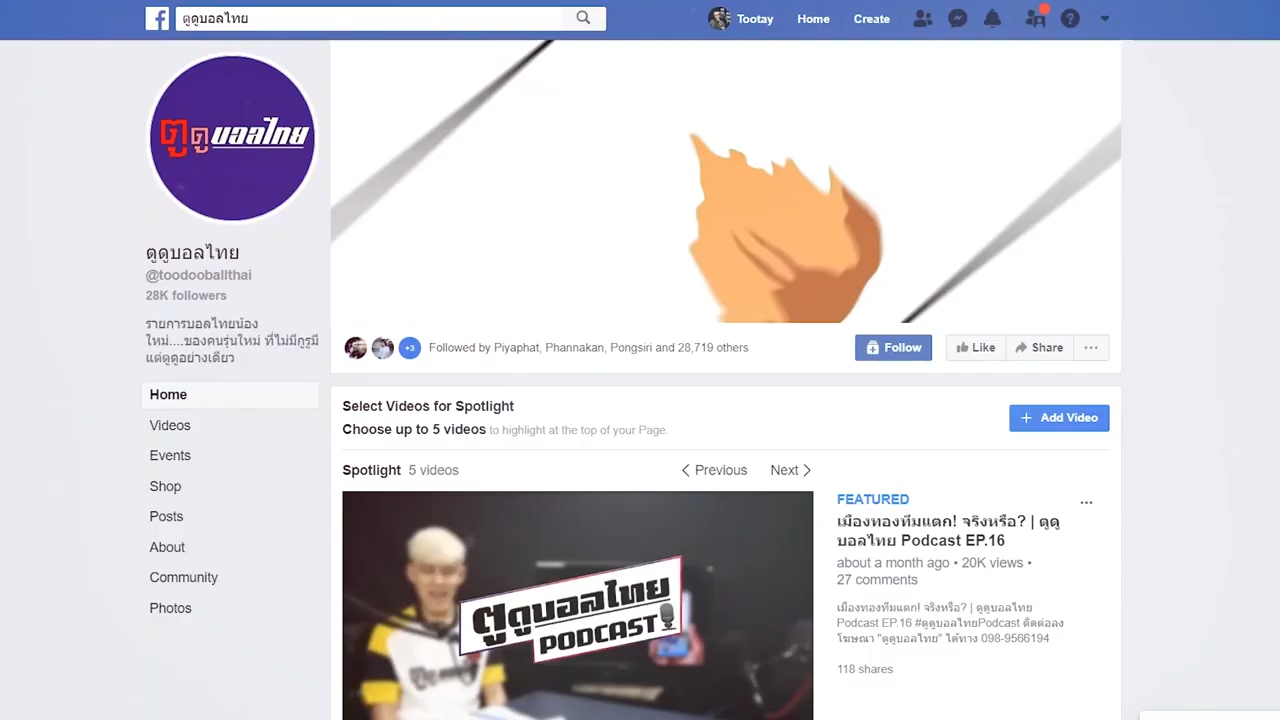 ตูดูบอลไทย
Tootay
Home
Create
ตูดูบอลไทย
ตูดูบอลไทย
@toodooballthai
28K followers
รายการบอลไทยน้อง
ใหม่....ของคนรุ่นใหม่ ที่ไม่มีกูรูมี
แต่ตูดูอย่างเดียว
Home
Videos
Events
Shop
Posts
About
Community
Photos
+3
Followed by Piyaphat, Phannakan, Pongsiri and 28,719 others
Follow
Like
Share
Select Videos for Spotlight
Choose up to 5 videos to highlight at the top of your Page.
+ Add Video
Spotlight 5 videos
Previous
Next
ตูดูบอลไทย
PODCAST
FEATURED
เมืองทองทีมแตก! จริงหรือ? | ตูดู
บอลไทย Podcast EP.16
about a month ago • 20K views •
27 comments
เมืองทองทีมแตก! จริงหรือ? | ตูดูบอลไทย
Podcast EP.16 #ตูดูบอลไทยPodcast ติดต่อลง
โฆษณา "ตูดูบอลไทย" ได้ทาง 098-9566194
118 shares